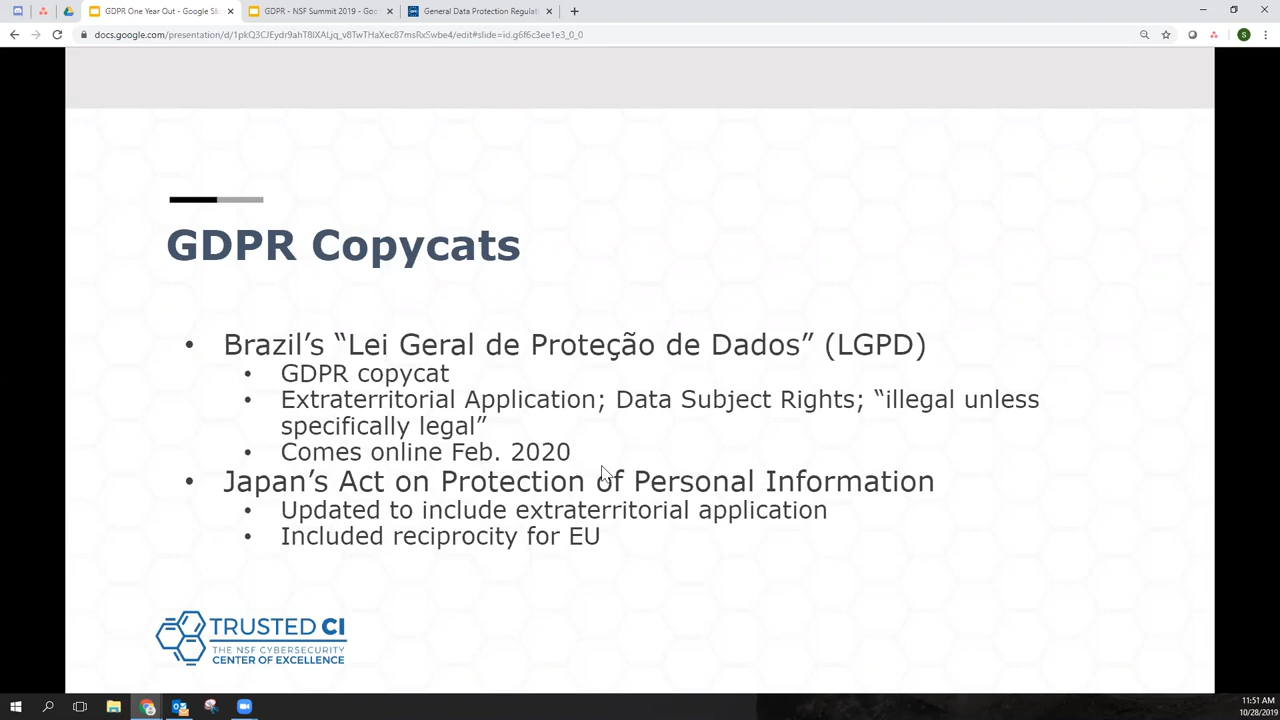 GDPR One Year Out - Google Sli
GDPR - NSF Summit 2019 - Goo
General Data Protection Regulati
docs.google.com/presentation/d/1pkQ3CJEydr9ahT8IXALjq_v8TwTHaXec87msRxSwbe4/edit#slide=id.g6f6c3ee1e3_0_0
S
GDPR Copycats
• Brazil’s “Lei Geral de Proteção de Dados” (LGPD)
• GDPR copycat
• Extraterritorial Application; Data Subject Rights; “illegal unless
specifically legal”
• Comes online Feb. 2020
• Japan’s Act on Protection of Personal Information
• Updated to include extraterritorial application
• Included reciprocity for EU
TRUSTED CI
THE NSF CYBERSECURITY
CENTER OF EXCELLENCE
11:51 AM
10/28/2019